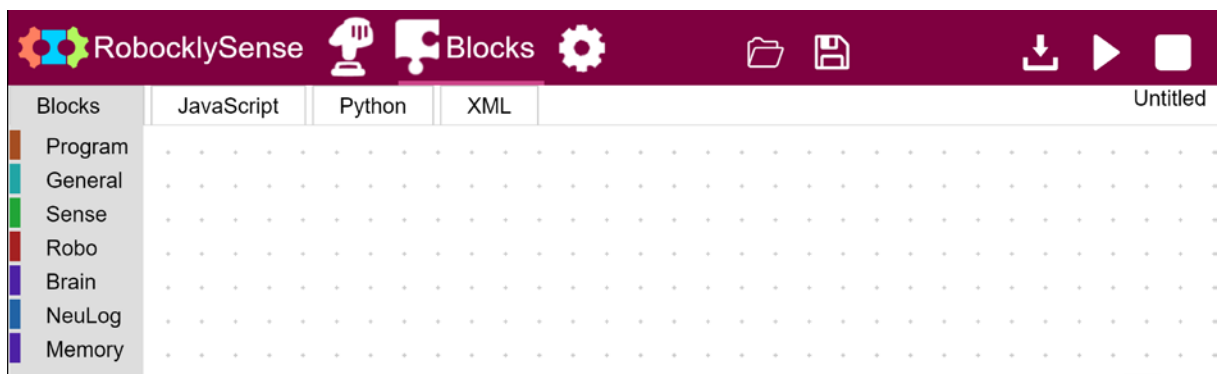 RobocklySense Blocks
Blocks JavaScript Python XML Untitled
Program
General
Sense
Robo
Brain
NeuLog
Memory